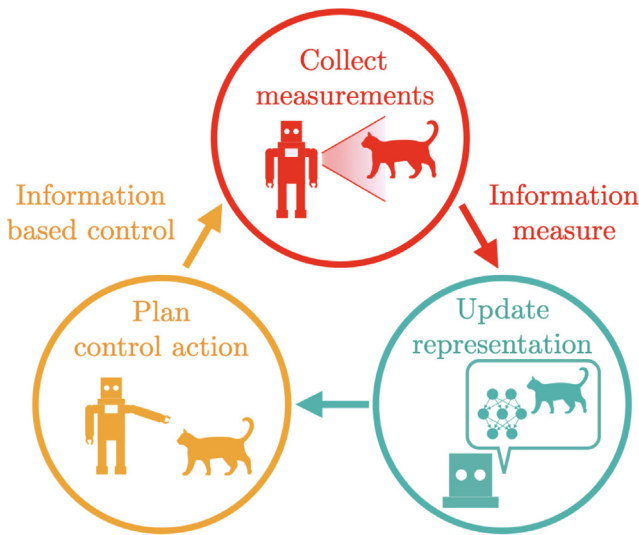 Collect
measurements
Information
based control
Information
measure
Plan
control action
Update
representation